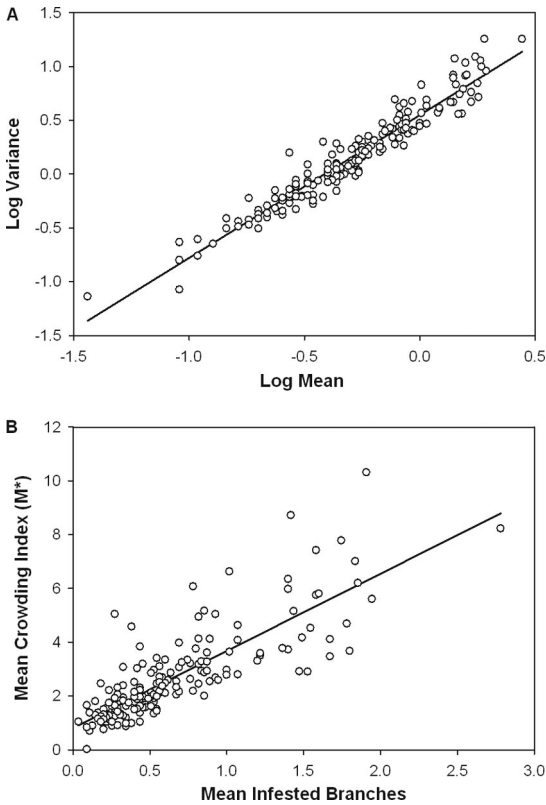 A
1.5
1.0
0.5
0.0
-0.5
-1.0
-1.5
Log Variance
-1.5 -1.0 -0.5 0.0 0.5
Log Mean
B
12
10
8
6
4
2
0
Mean Crowding Index (M*)
0.0 0.5 1.0 1.5 2.0 2.5 3.0
Mean Infested Branches